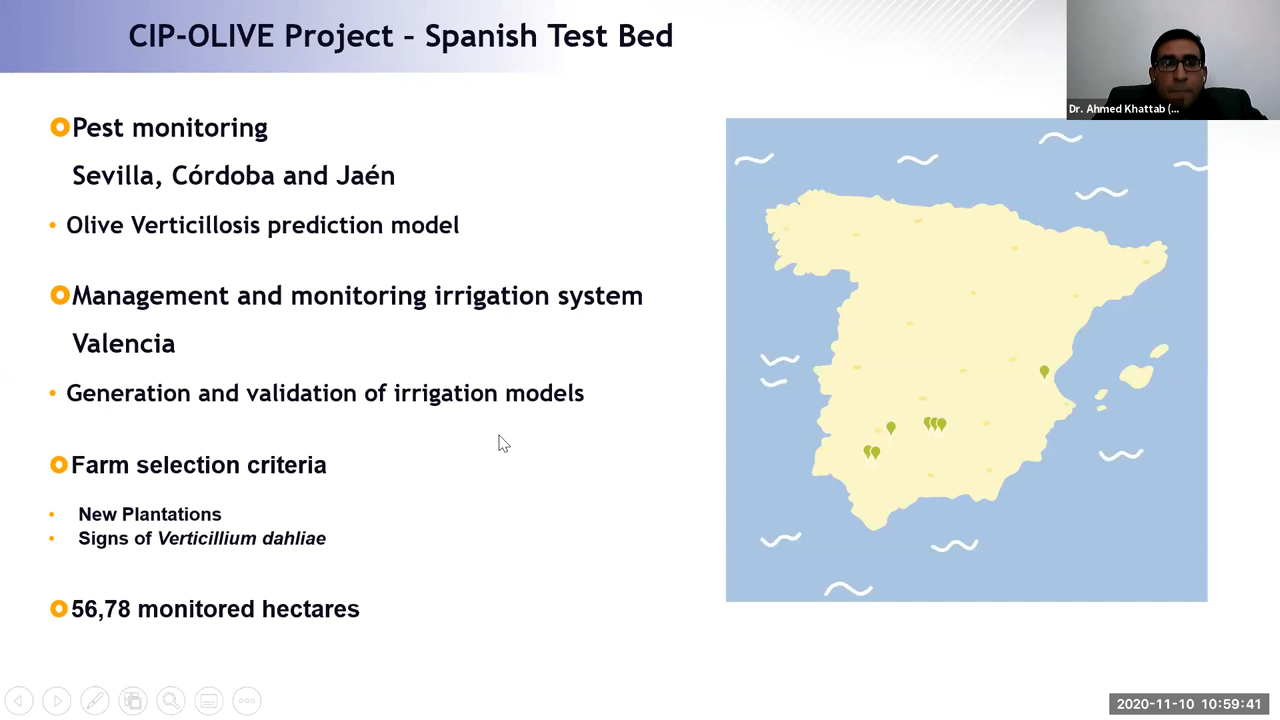 CIP-OLIVE Project – Spanish Test Bed
Dr. Ahmed Khattab (...
Pest monitoring
Sevilla, Córdoba and Jaén
• Olive Verticillosis prediction model
Management and monitoring irrigation system
Valencia
• Generation and validation of irrigation models
Farm selection criteria
• New Plantations
• Signs of Verticillium dahliae
56,78 monitored hectares
2020-11-10 10:59:41